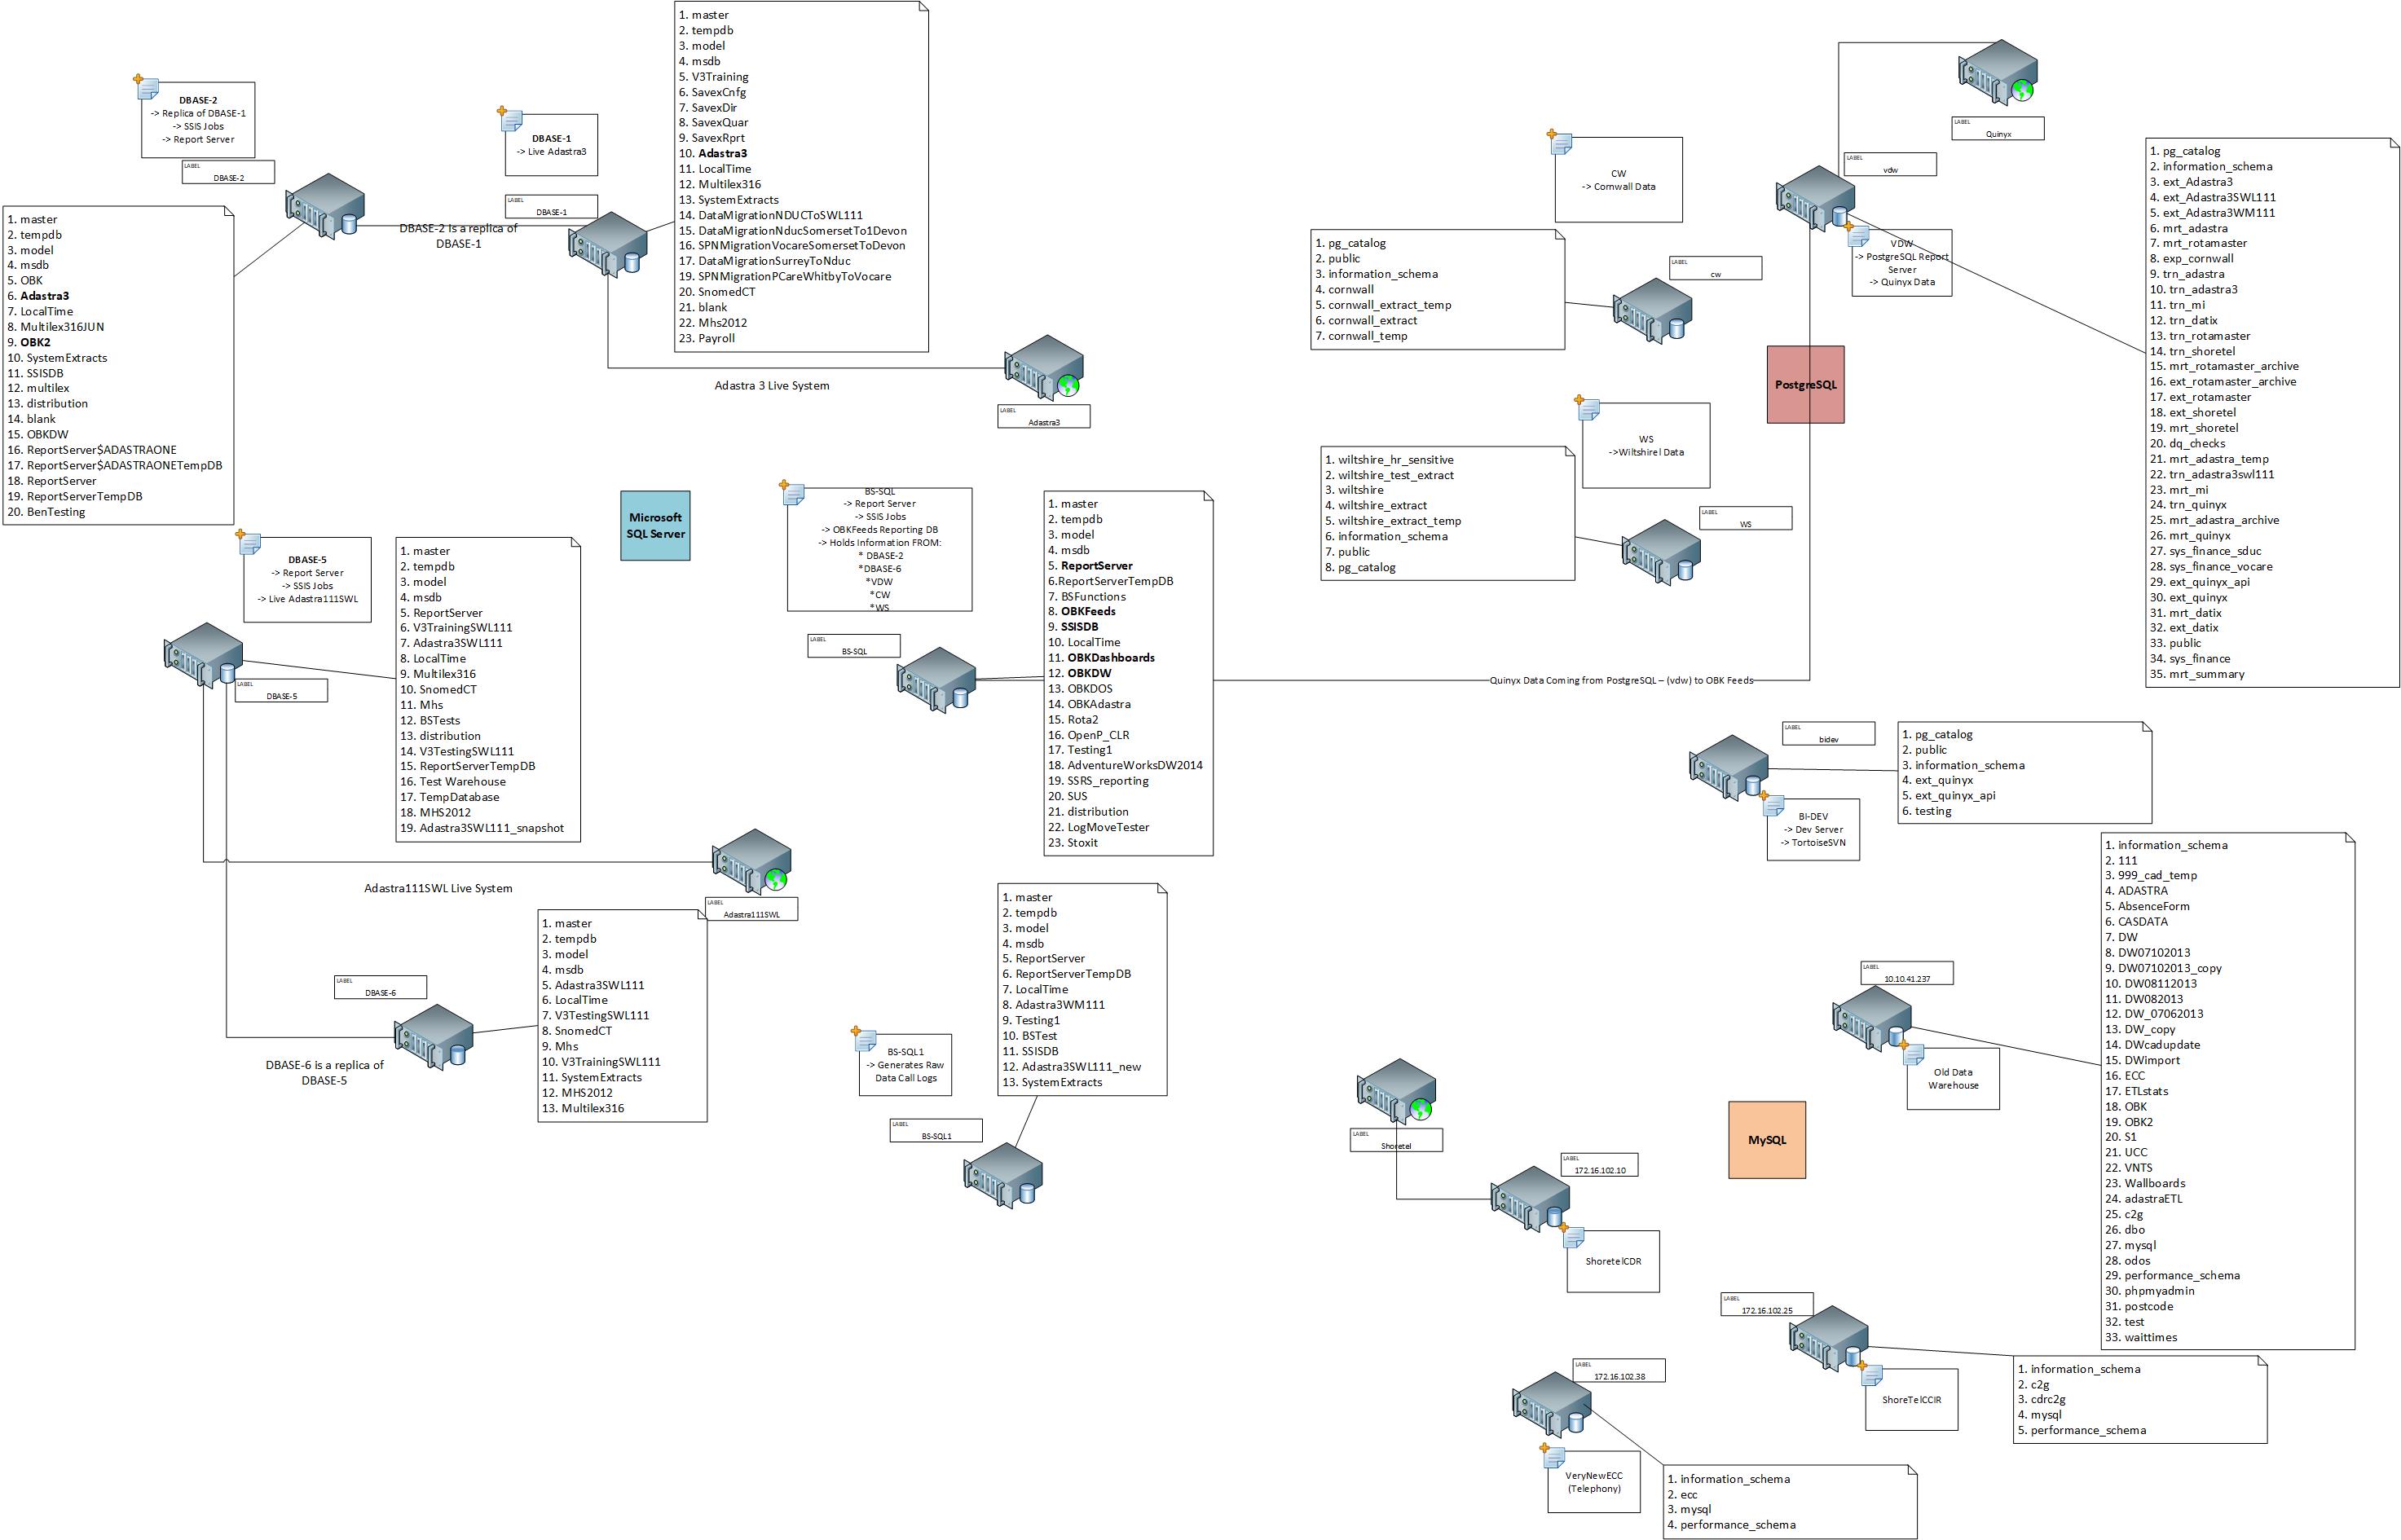 DBASE-2
-> Replica of DBASE-1
-> SSIS Jobs
-> Report Server
LABEL
DBASE-2
1. master
2. tempdb
3. model
4. msdb
5. OBK
6. Adastra3
7. LocalTime
8. Multilex316JUN
9. OBK2
10. SystemExtracts
11. SSISDB
12. multilex
13. distribution
14. blank
15. OBKDW
16. ReportServer$ADASTRAONE
17. ReportServer$ADASTRAONETempDB
18. ReportServer
19. ReportServerTempDB
20. BenTesting
DBASE-2 is a replica of
DBASE-1
DBASE-1
-> Live Adastra3
LABEL
DBASE-1
1. master
2. tempdb
3. model
4. msdb
5. V3Training
6. SavexCnfg
7. SavexDir
8. SavexQuar
9. SavexRprt
10. Adastra3
11. LocalTime
12. Multilex316
13. SystemExtracts
14. DataMigrationNDUCToSWL111
15. DataMigrationNducSomersetTo1Devon
16. SPNMigrationVocareSomersetToDevon
17. DataMigrationSurreyToNduc
19. SPNMigrationPCareWhitbyToVocare
20. SnomedCT
21. blank
22. Mhs2012
23. Payroll
Adastra 3 Live System
LABEL
Adastra3
Microsoft
SQL Server
DBASE-5
-> Report Server
-> SSIS Jobs
-> Live Adastra111SWL
LABEL
DBASE-5
1. master
2. tempdb
3. model
4. msdb
5. ReportServer
6. V3TrainingSWL111
7. Adastra3SWL111
8. LocalTime
9. Multilex316
10. SnomedCT
11. Mhs
12. BSTests
13. distribution
14. V3TestingSWL111
15. ReportServerTempDB
16. Test Warehouse
17. TempDatabase
18. MHS2012
19. Adastra3SWL111_snapshot
Adastra111SWL Live System
LABEL
Adastra111SWL
LABEL
DBASE-6
DBASE-6 is a replica of
DBASE-5
1. master
2. tempdb
3. model
4. msdb
5. Adastra3SWL111
6. LocalTime
7. V3TestingSWL111
8. SnomedCT
9. Mhs
10. V3TrainingSWL111
11. SystemExtracts
12. MHS2012
13. Multilex316
BS-SQL
-> Report Server
-> SSIS Jobs
-> OBKFeeds Reporting DB
-> Holds Information FROM:
* DBASE-2
*DBASE-6
*VDW
*CW
*WS
LABEL
BS-SQL
1. master
2. tempdb
3. model
4. msdb
5. ReportServer
6.ReportServerTempDB
7. BSFunctions
8. OBKFeeds
9. SSISDB
10. LocalTime
11. OBKDashboards
12. OBKDW
13. OBKDOS
14. OBKAdastra
15. Rota2
16. OpenP_CLR
17. Testing1
18. AdventureWorksDW2014
19. SSRS_reporting
20. SUS
21. distribution
22. LogMoveTester
23. Stoxit
Quinyx Data Coming from PostgreSQL – (vdw) to OBK Feeds
BS-SQL1
-> Generates Raw
Data Call Logs
LABEL
BS-SQL1
1. master
2. tempdb
3. model
4. msdb
5. ReportServer
6. ReportServerTempDB
7. LocalTime
8. Adastra3WM111
9. Testing1
10. BSTest
11. SSISDB
12. Adastra3SWL111_new
13. SystemExtracts
LABEL
Quinyx
LABEL
vdw
VDW
-> PostgreSQL Report
Server
-> Quinyx Data
1. pg_catalog
2. information_schema
3. ext_Adastra3
4. ext_Adastra3SWL111
5. ext_Adastra3WM111
6. mrt_adastra
7. mrt_rotamaster
8. exp_cornwall
9. trn_adastra
10. trn_adastra3
11. trn_mi
12. trn_datix
13. trn_rotamaster
14. trn_shoretel
15. mrt_rotamaster_archive
16. ext_rotamaster_archive
17. ext_rotamaster
18. ext_shoretel
19. mrt_shoretel
20. dq_checks
21. mrt_adastra_temp
22. trn_adastra3swl111
23. mrt_mi
24. trn_quinyx
25. mrt_adastra_archive
26. mrt_quinyx
27. sys_finance_sduc
28. sys_finance_vocare
29. ext_quinyx_api
30. ext_quinyx
31. mrt_datix
32. ext_datix
33. public
34. sys_finance
35. mrt_summary
CW
-> Cornwall Data
LABEL
cw
1. pg_catalog
2. public
3. information_schema
4. cornwall
5. cornwall_extract_temp
6. cornwall_extract
7. cornwall_temp
PostgreSQL
WS
->Wiltshirel Data
LABEL
WS
1. wiltshire_hr_sensitive
2. wiltshire_test_extract
3. wiltshire
4. wiltshire_extract
5. wiltshire_extract_temp
6. information_schema
7. public
8. pg_catalog
LABEL
bidev
BI-DEV
-> Dev Server
-> TortoiseSVN
1. pg_catalog
2. public
3. information_schema
4. ext_quinyx
5. ext_quinyx_api
6. testing
LABEL
10.10.41.237
Old Data
Warehouse
1. information_schema
2. 111
3. 999_cad_temp
4. ADASTRA
5. AbsenceForm
6. CASDATA
7. DW
8. DW07102013
9. DW07102013_copy
10. DW08112013
11. DW082013
12. DW_07062013
13. DW_copy
14. DWcadupdate
15. DWimport
16. ECC
17. ETLstats
18. OBK
19. OBK2
20. S1
21. UCC
22. VNTS
23. Wallboards
24. adastraETL
25. c2g
26. dbo
27. mysql
28. odos
29. performance_schema
30. phpmyadmin
31. postcode
32. test
33. waittimes
MySQL
LABEL
Shoretel
LABEL
172.16.102.10
ShoretelCDR
LABEL
172.16.102.25
ShoreTelCCIR
1. information_schema
2. c2g
3. cdrc2g
4. mysql
5. performance_schema
LABEL
172.16.102.38
VeryNewECC
(Telephony)
1. information_schema
2. ecc
3. mysql
4. performance_schema